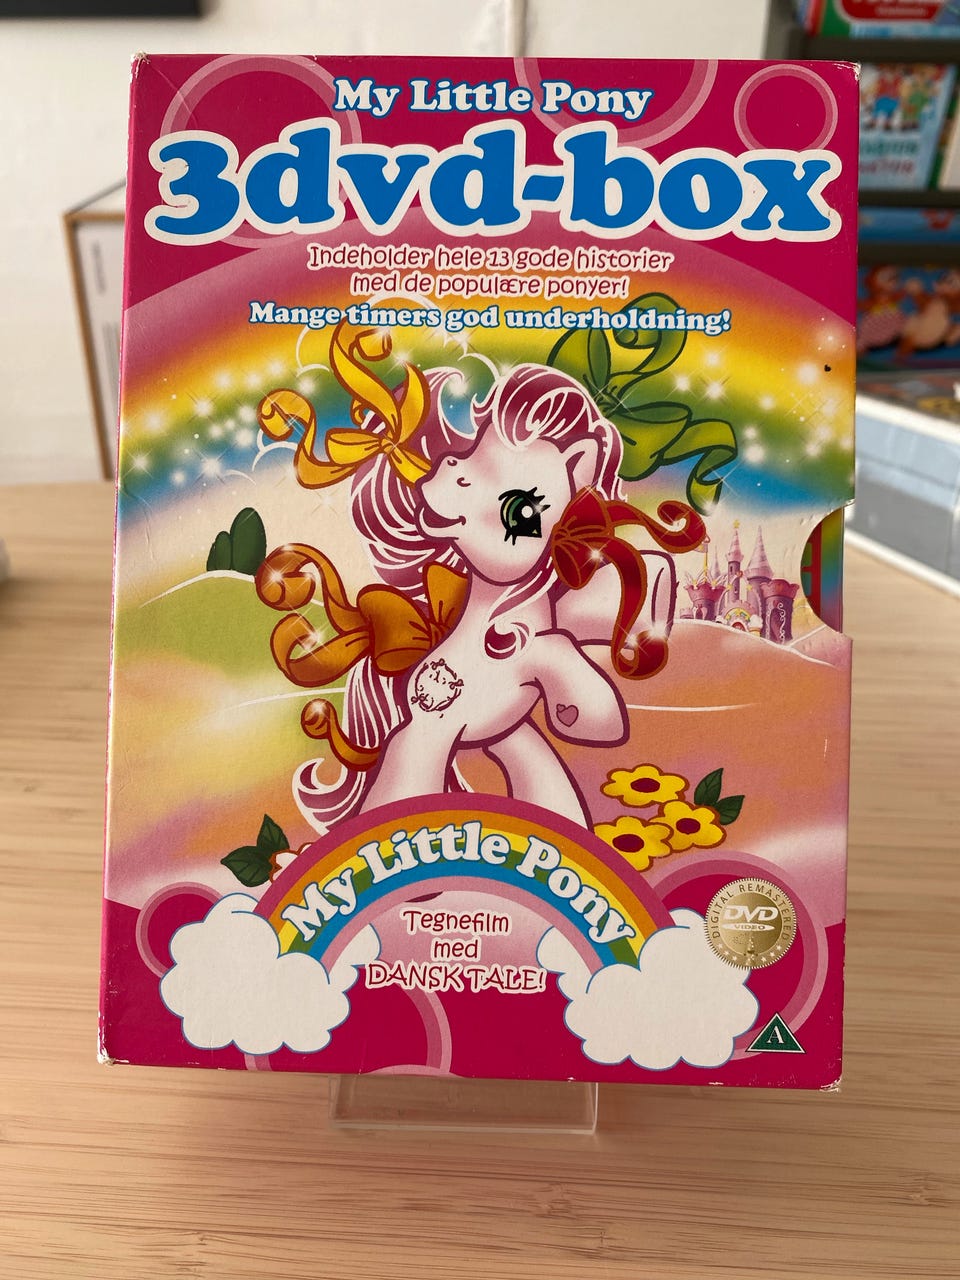 My Little Pony
3dvd-box
Indeholder hele 13 gode historier
med de populære ponyer!
Mange timers god underholdning!
My Little Pony
Tegnefilm
med
DANSK TALE!
DIGITAL REMASTERED
DVD
VIDEO
A